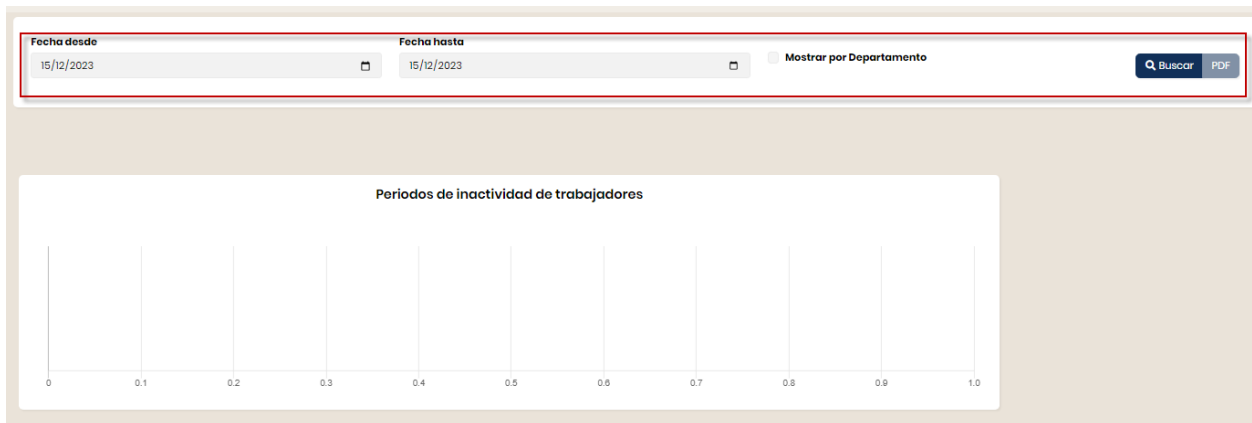 Fecha desde Fecha hasta
15/12/2023 15/12/2023 Mostrar por Departamento Buscar PDF
Periodos de inactividad de trabajadores
0 0.1 0.2 0.3 0.4 0.5 0.6 0.7 0.8 0.9 1.0